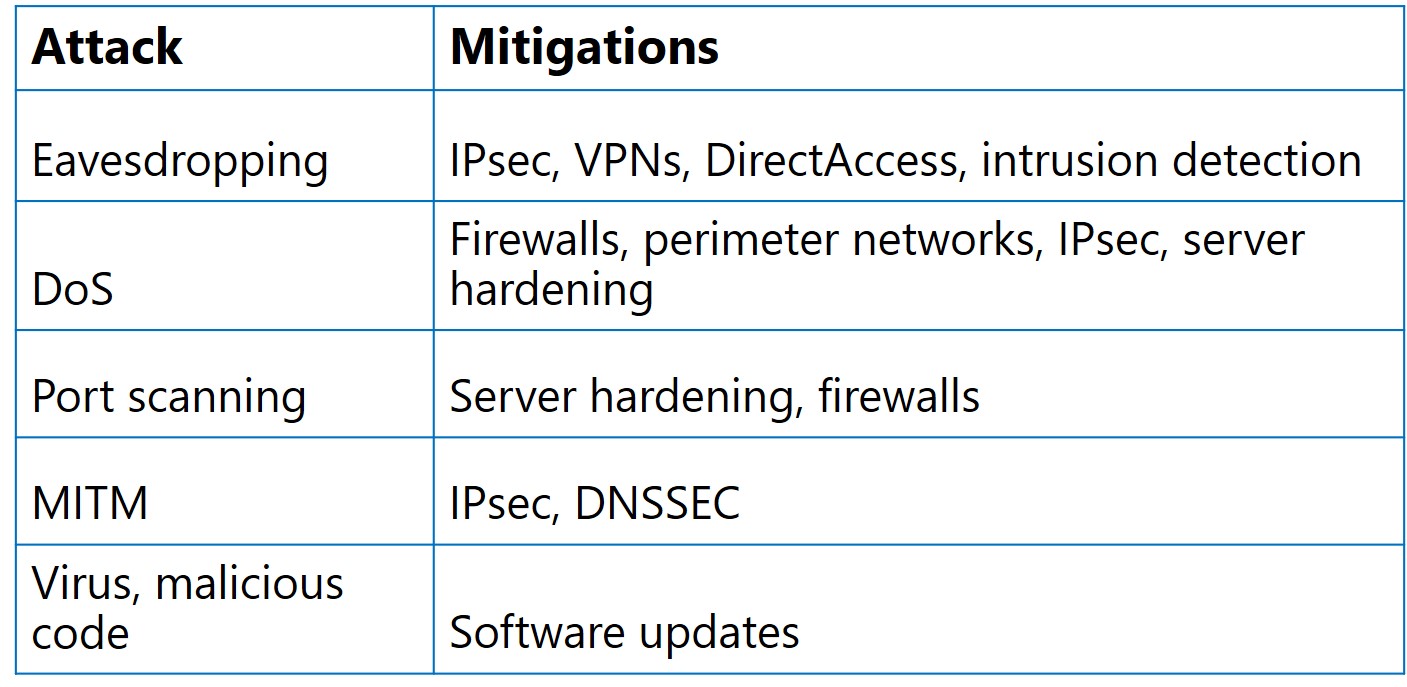 Attack
Mitigations
Eavesdropping
IPsec, VPNs, DirectAccess, intrusion detection
DoS
Firewalls, perimeter networks, IPsec, server
hardening
Port scanning
Server hardening, firewalls
MITM
IPsec, DNSSEC
Virus, malicious
code
Software updates